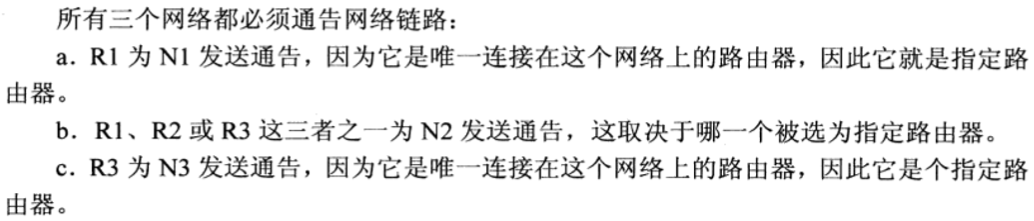 所有三个网络都必须通告网络链路：
a．R1 为 N1 发送通告，因为它是唯一连接在这个网络上的路由器，因此它就是指定路
由器。
b．R1、R2 或 R3 这三者之一为 N2 发送通告，这取决于哪一个被选为指定路由器。
c．R3 为 N3 发送通告，因为它是唯一连接在这个网络上的路由器，因此它是个指定路
由器。